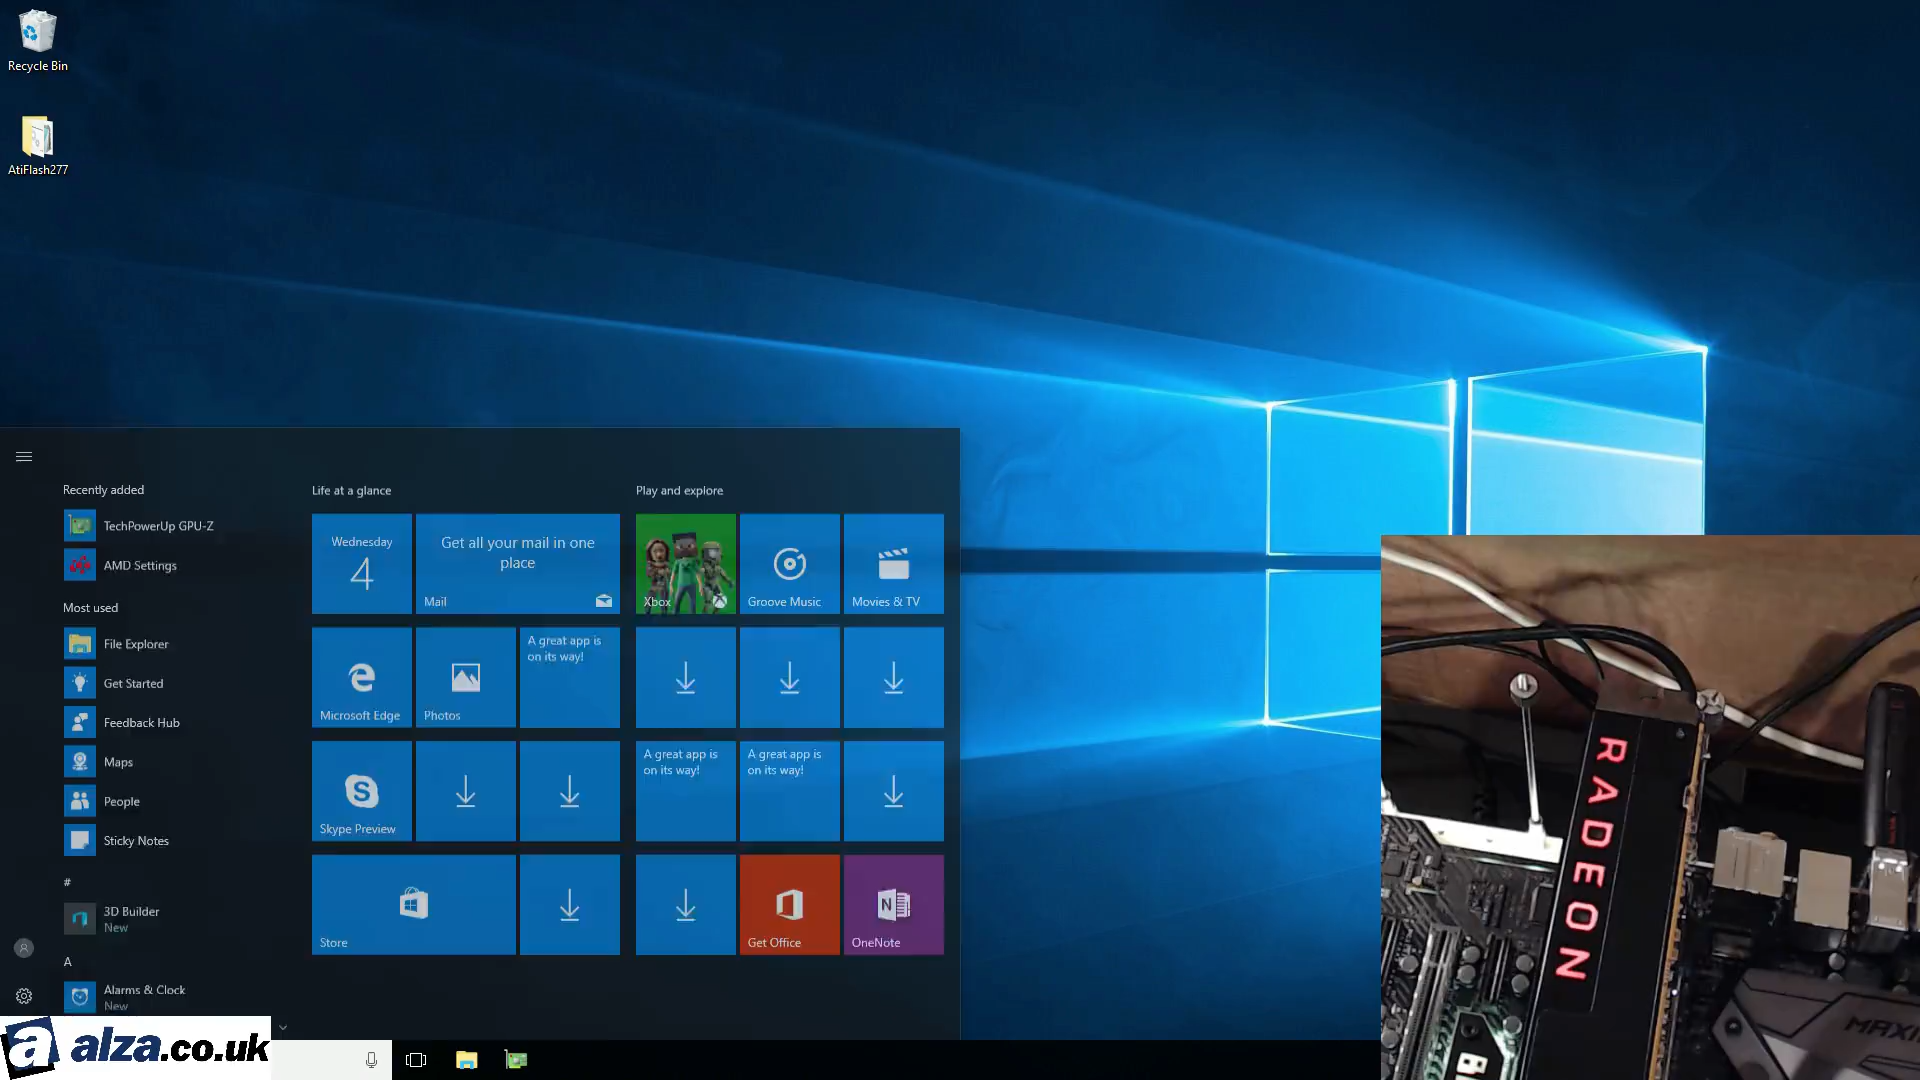 Recycle Bin
AtiFlash277
Recently added
TechPowerUp GPU-Z
AMD Settings
Most used
File Explorer
Get Started
Feedback Hub
Maps
People
Sticky Notes
#
3D Builder
New
A
Alarms & Clock
New
Life at a glance
Wednesday
4
Get all your mail in one
place
Mail
Microsoft Edge
Photos
A great app is
on its way!
Skype Preview
Store
Play and explore
Xbox
Groove Music
Movies & TV
A great app is
on its way!
A great app is
on its way!
Get Office
OneNote
alza.co.uk
RADEON